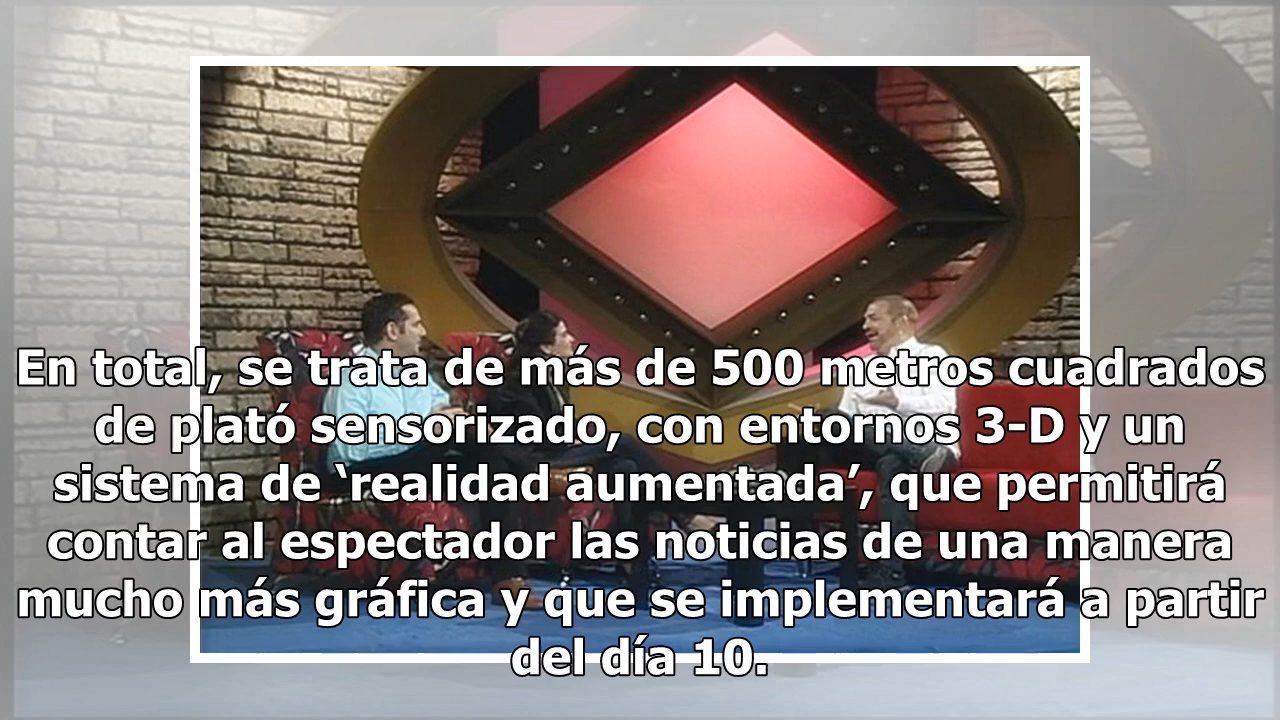 En total, se trata de más de 500 metros cuadrados
de plató sensorizado, con entornos 3-D y un
sistema de ‘realidad aumentada’, que permitirá
contar al espectador las noticias de una manera
mucho más gráfica y que se implementará a partir
del día 10.